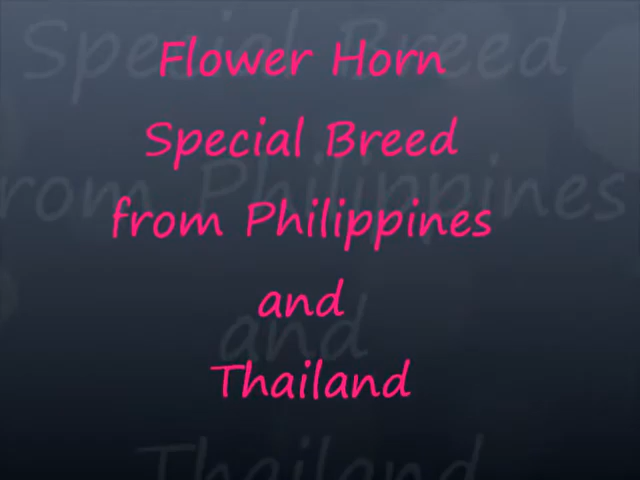 Flower Horn
Special Breed
from Philippines
and
Thailand